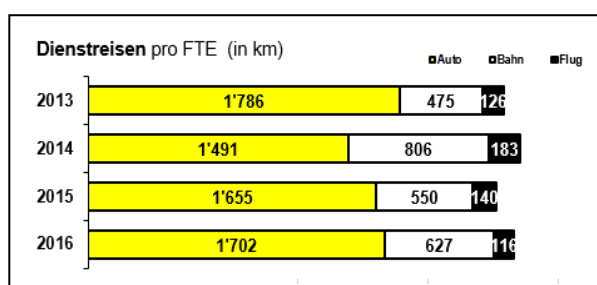 Dienstreisen pro FTE (in km)
Auto Bahn Flug
2013 1'786 475 126
2014 1'491 806 183
2015 1'655 550 140
2016 1'702 627 116